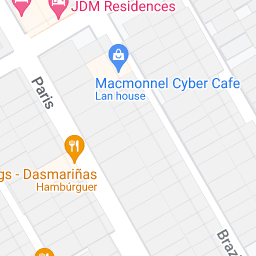 JDM Residences
Macmonnel Cyber Cafe
Lan house
Paris
gs - Dasmariñas
Hambúrguer
Braz